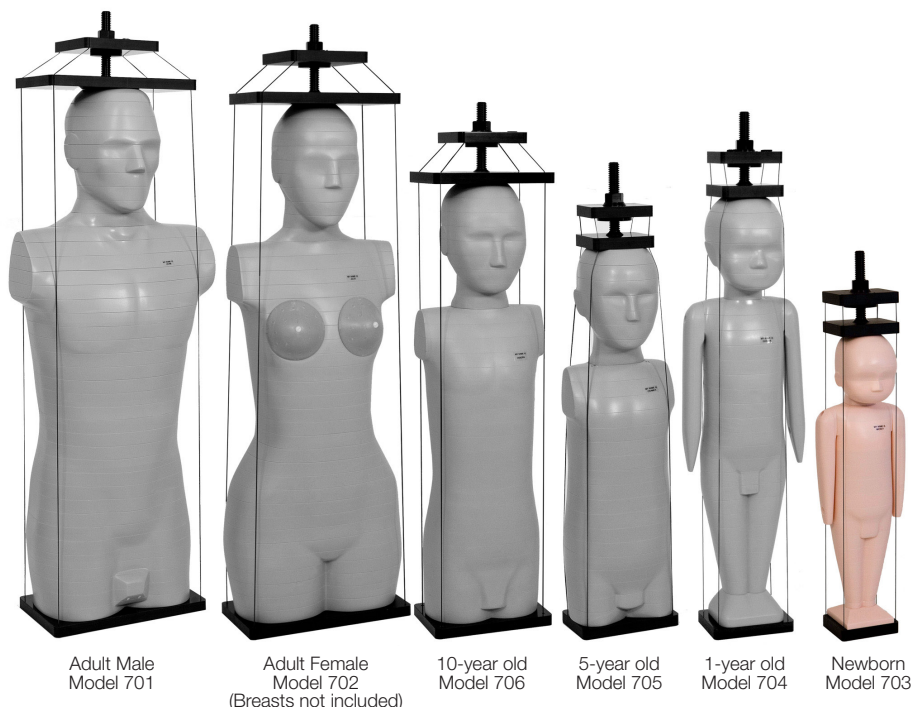 Adult Male
Model 701
Adult Female
Model 702
(Breasts not included)
10-year old
Model 706
5-year old
Model 705
1-year old
Model 704
Newborn
Model 703